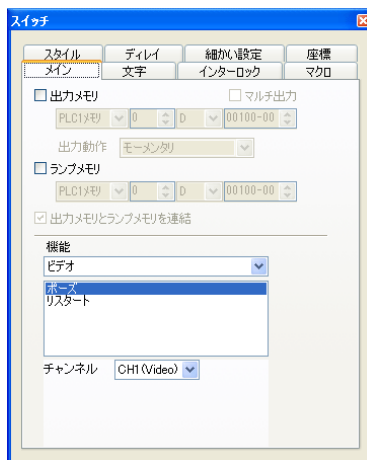 スイッチ
スタイル ディレイ 細かい設定 座標
メイン 文字 インターロック マクロ
出力メモリ マルチ出力
PLC1メモリ 0 D 00100-00
出力動作 モーメンタリ
ランプメモリ
PLC1メモリ 0 D 00100-00
出力メモリとランプメモリを連結
機能
ビデオ
ポーズ
リスタート
チャンネル CH1(Video)